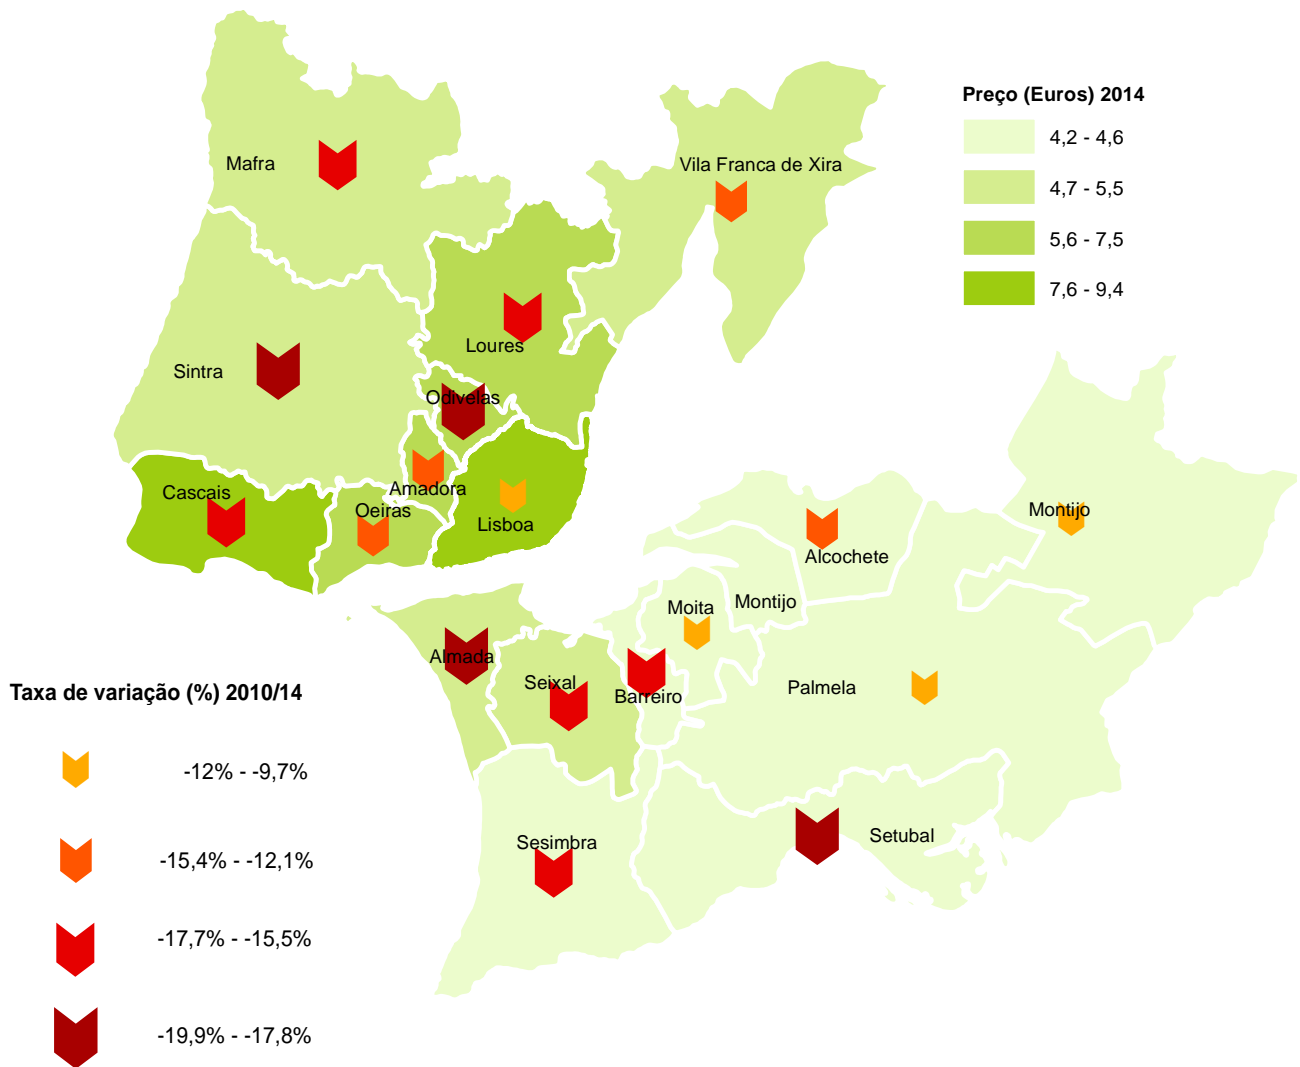 Preço (Euros) 2014
4,2 - 4,6
4,7 - 5,5
5,6 - 7,5
7,6 - 9,4
Mafra
Vila Franca de Xira
Loures
Sintra
Odivelas
Cascais
Amadora
Oeiras
Lisboa
Montijo
Alcochete
Moita
Montijo
Almada
Seixal
Barreiro
Palmela
Sesimbra
Setubal
Taxa de variação (%) 2010/14
-12% - -9,7%
-15,4% - -12,1%
-17,7% - -15,5%
-19,9% - -17,8%